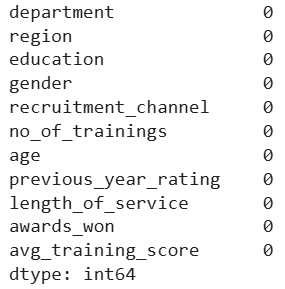 department 0
region 0
education 0
gender 0
recruitment_channel 0
no_of_trainings 0
age 0
previous_year_rating 0
length_of_service 0
awards_won 0
avg_training_score 0
dtype: int64